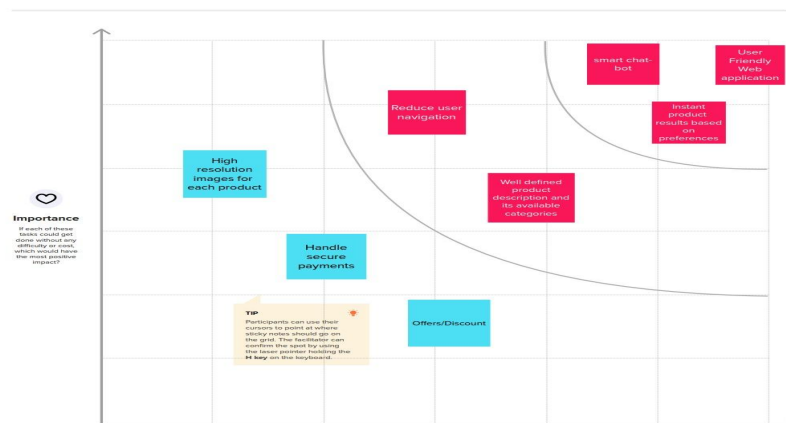 smart chat-
bot
User
Friendly
Web
application
Reduce user
navigation
Instant
product
results based
on
preferences
High
resolution
images for
each product
Well defined
product
description and
its available
categories
Importance
If each of these
tasks could get
done without any
difficulty or cost,
which would have
the most positive
impact?
Handle
secure
payments
TIP
Participants can use their
cursors to point at where
sticky notes should go on
the grid. The facilitator can
confirm the spot by using
the laser pointer holding the
H key on the keyboard.
Offers/Discount